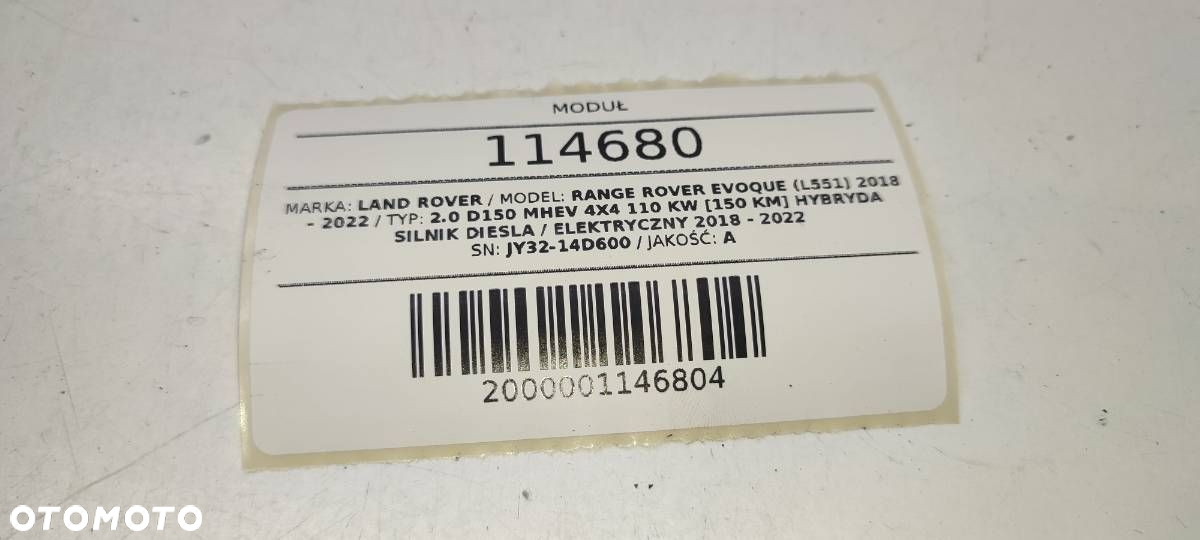 MODUŁ
114680
MARKA: LAND ROVER / MODEL: RANGE ROVER EVOQUE (L551) 2018
- 2022 / TYP: 2.0 D150 MHEV 4X4 110 KW [150 KM] HYBRYDA
SILNIK DIESLA / ELEKTRYCZNY 2018 - 2022
SN: JY32-14D600 / JAKOŚĆ: A
2000001146804
OTOMOTO